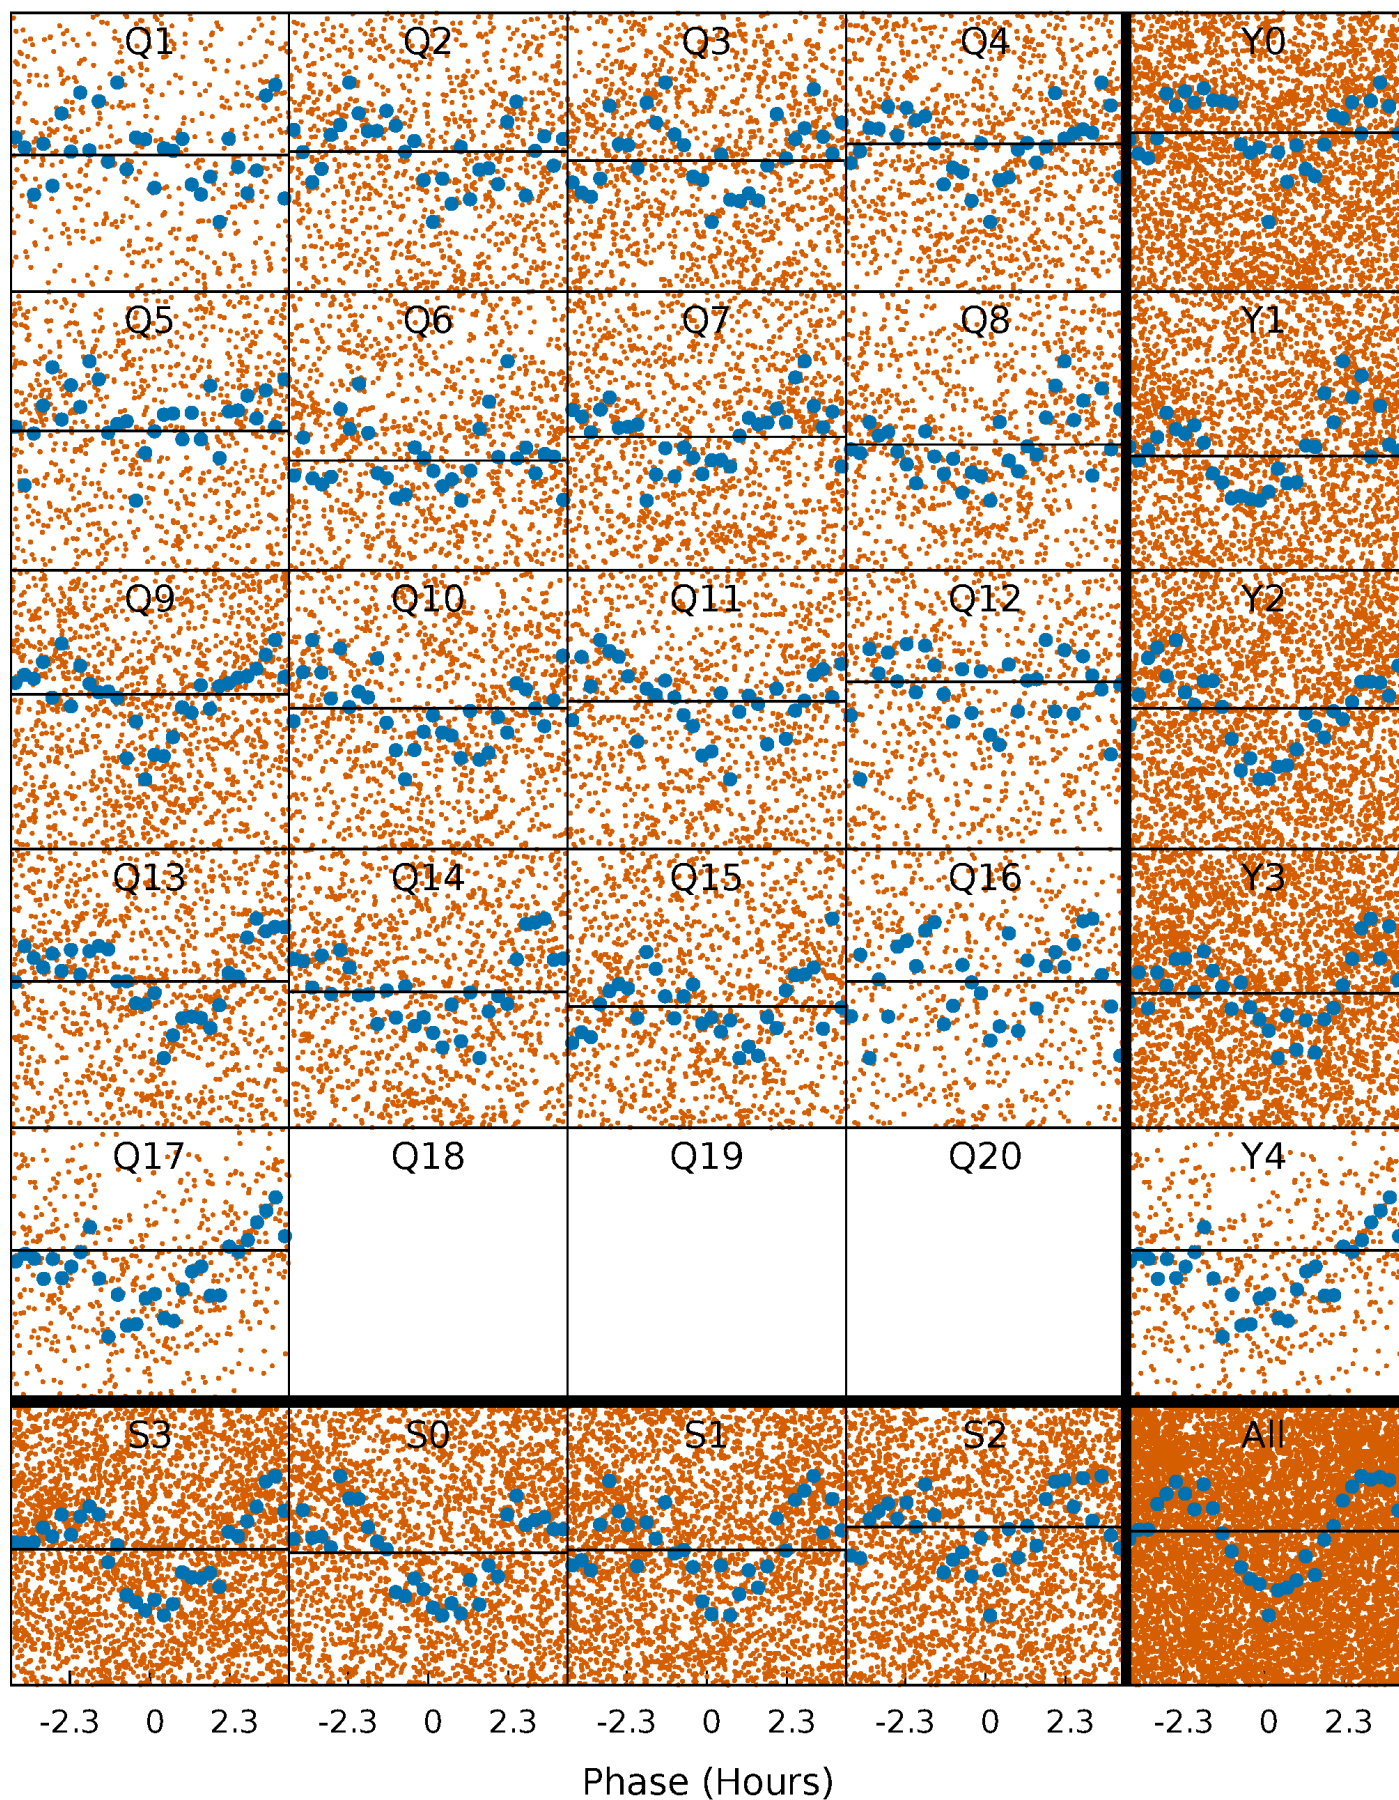 Q1 Q2 Q3 Q4 Y0
Q5 Q6 Q7 Q8 Y1
Q9 Q10 Q11 Q12 Y2
Q13 Q14 Q15 Q16 Y3
Q17 Q18 Q19 Q20 Y4
S3 S0 S1 S2 All
-2.3 0 2.3 -2.3 0 2.3 -2.3 0 2.3 -2.3 0 2.3 -2.3 0 2.3
Phase (Hours)